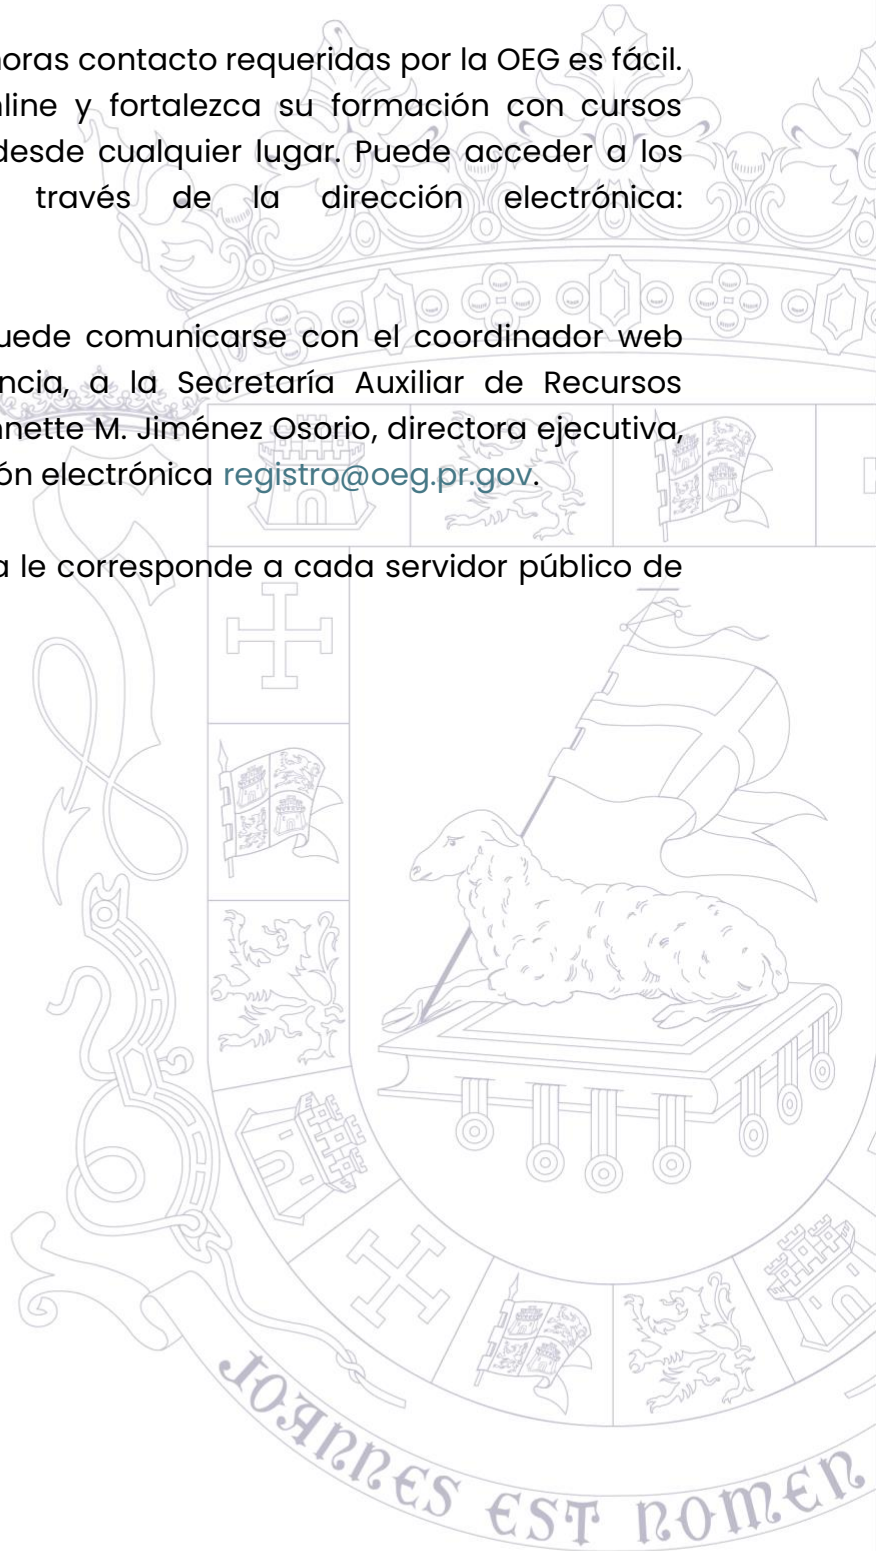 horas contacto requeridas por la OEG es fácil.
nline y fortalezca su formación con cursos
desde cualquier lugar. Puede acceder a los
través de la dirección electrónica:
uede comunicarse con el coordinador web
ncia, a la Secretaría Auxiliar de Recursos
nnette M. Jiménez Osorio, directora ejecutiva,
ón electrónica registro@oeg.pr.gov.
a le corresponde a cada servidor público de
JOANNES EST NOMEN